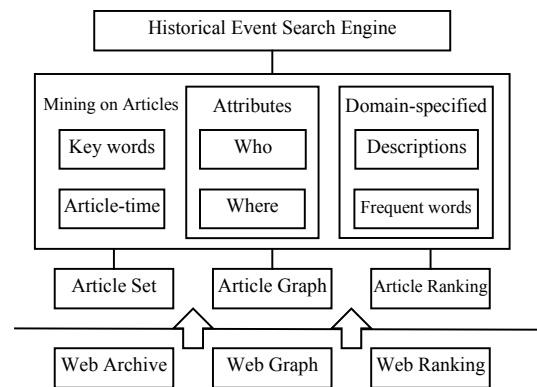 Historical Event Search Engine
Mining on Articles
Attributes
Domain-specified
Key words
Who
Descriptions
Article-time
Where
Frequent words
Article Set
Article Graph
Article Ranking
Web Archive
Web Graph
Web Ranking